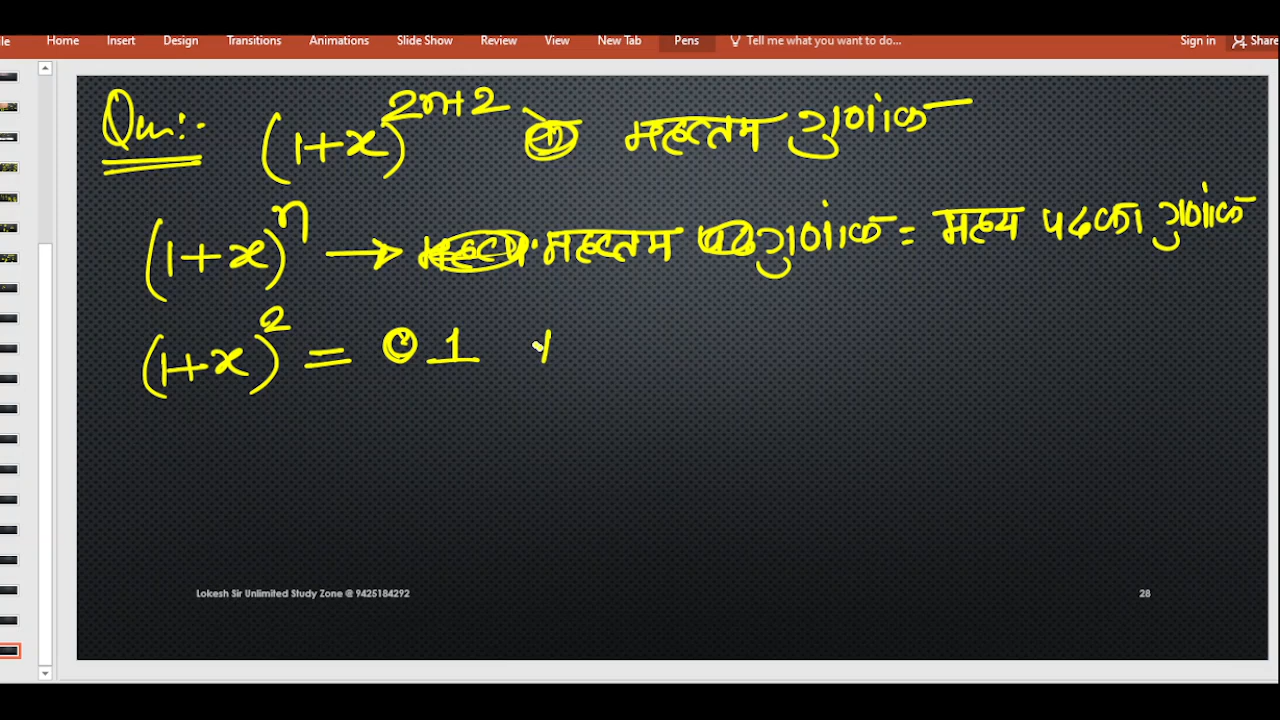 Home Insert Design Transitions Animations Slide Show Review View New Tab Pens Tell me what you want to do... Sign in Share
Qun:- (1+x)^2n+2 महत्तम गुणांक
(1+x)^n → महत्तम गुणांक = मध्य पद का गुणांक
(1+x)^2 = 1 +
Lokesh Sir Unlimited Study Zone @ 9425184292 28